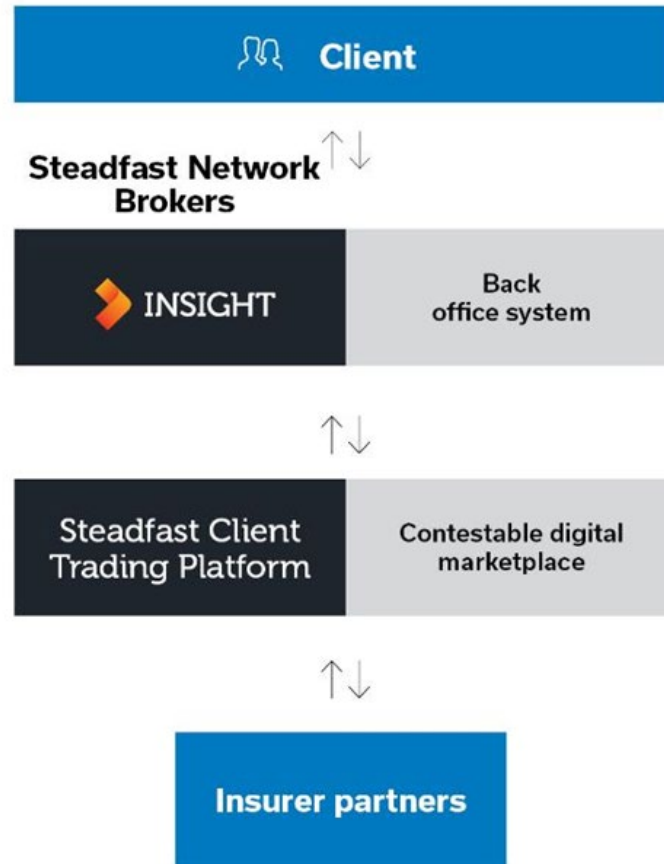 Client
Steadfast Network
Brokers
INSIGHT
Back
office system
Steadfast Client
Trading Platform
Contestable digital
marketplace
Insurer partners